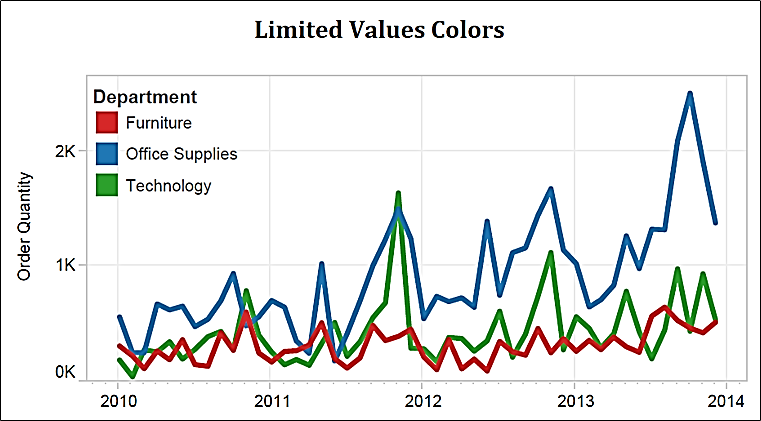 Limited Values Colors
Department
Furniture
Office Supplies
Technology
Order Quantity
2K
1K
0K
2010 2011 2012 2013 2014